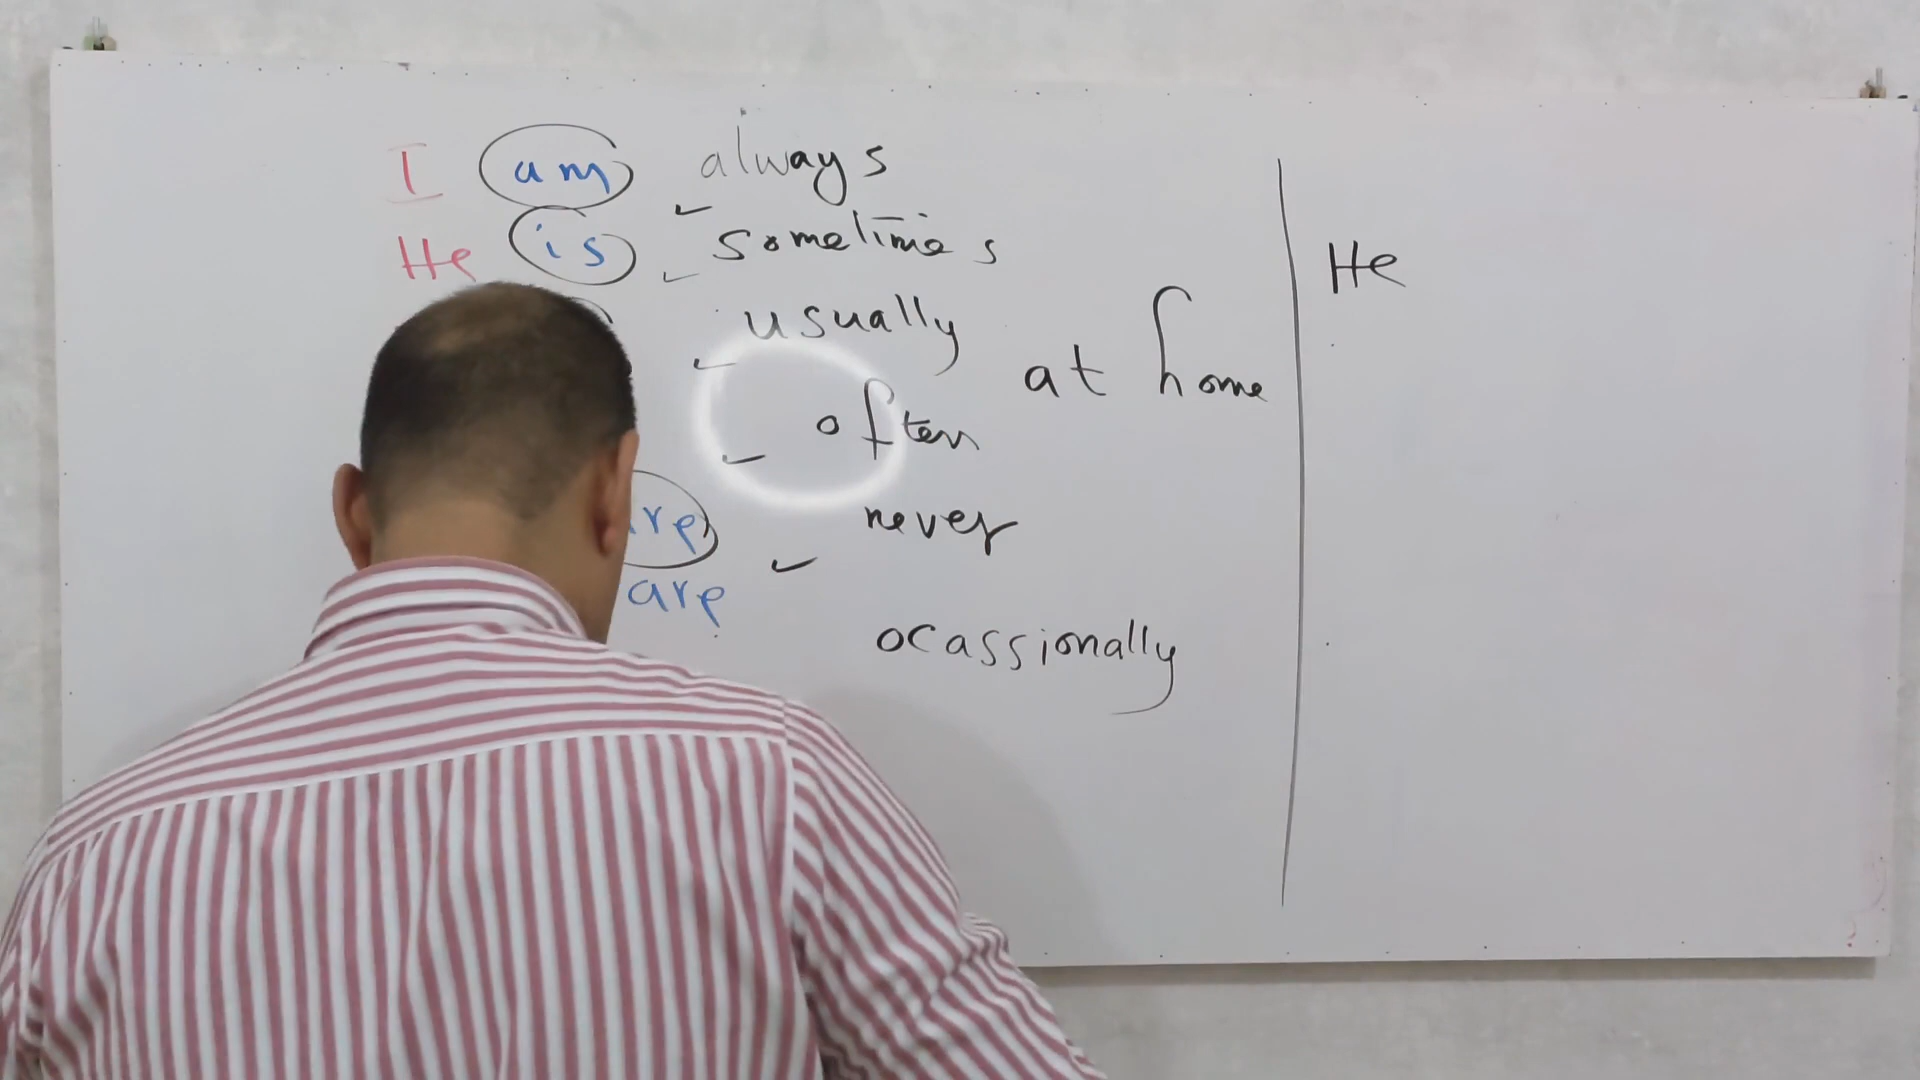 I am always
He is sometimes
usually
often
at home
never
are
ocassionally
He